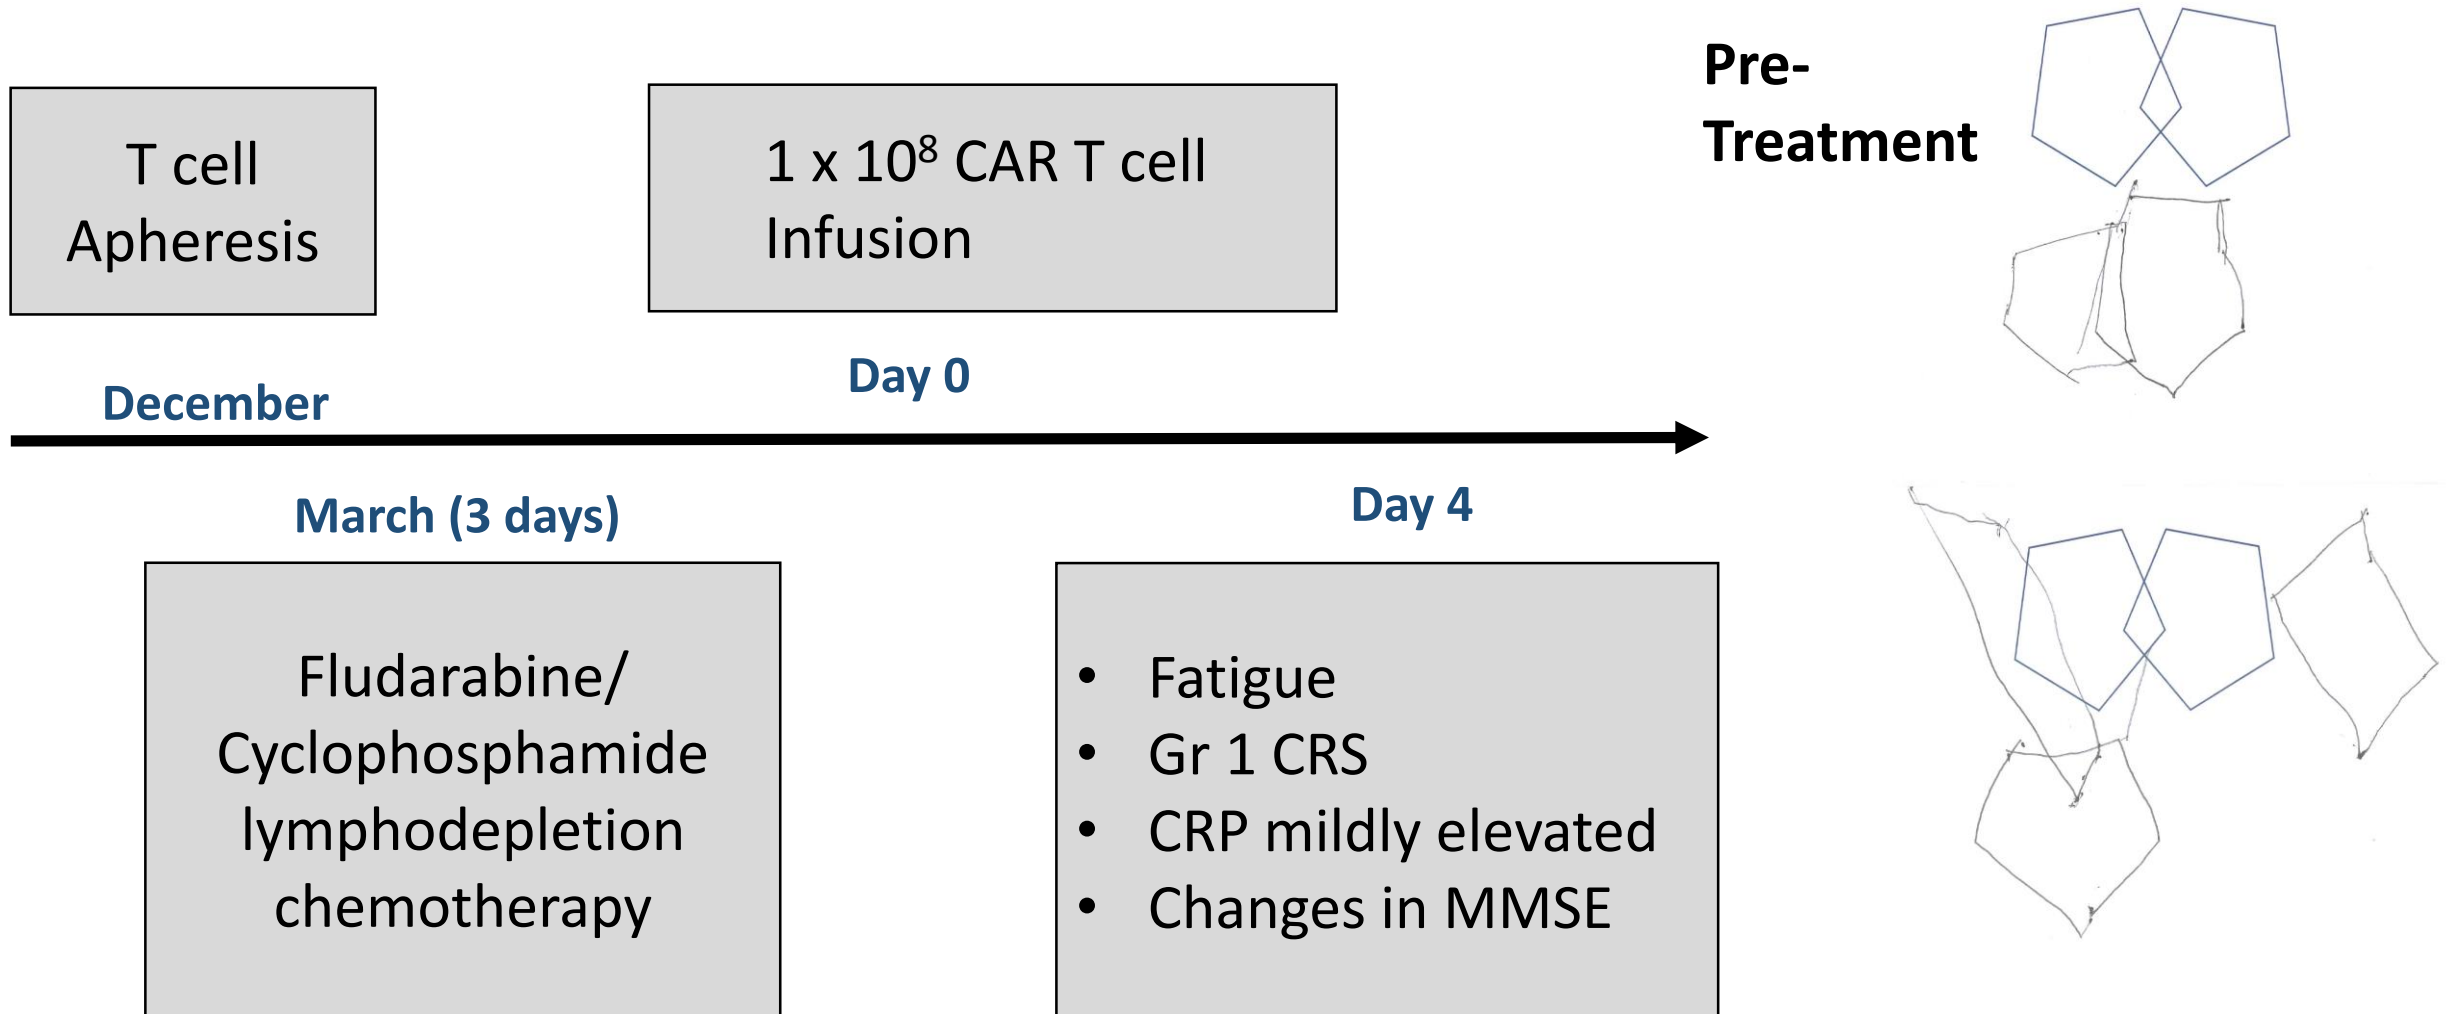 T cell
Apheresis
1 x 10⁸ CAR T cell
Infusion
Pre-
Treatment
December
Day 0
March (3 days)
Day 4
Fludarabine/
Cyclophosphamide
lymphodepletion
chemotherapy
• Fatigue
• Gr 1 CRS
• CRP mildly elevated
• Changes in MMSE